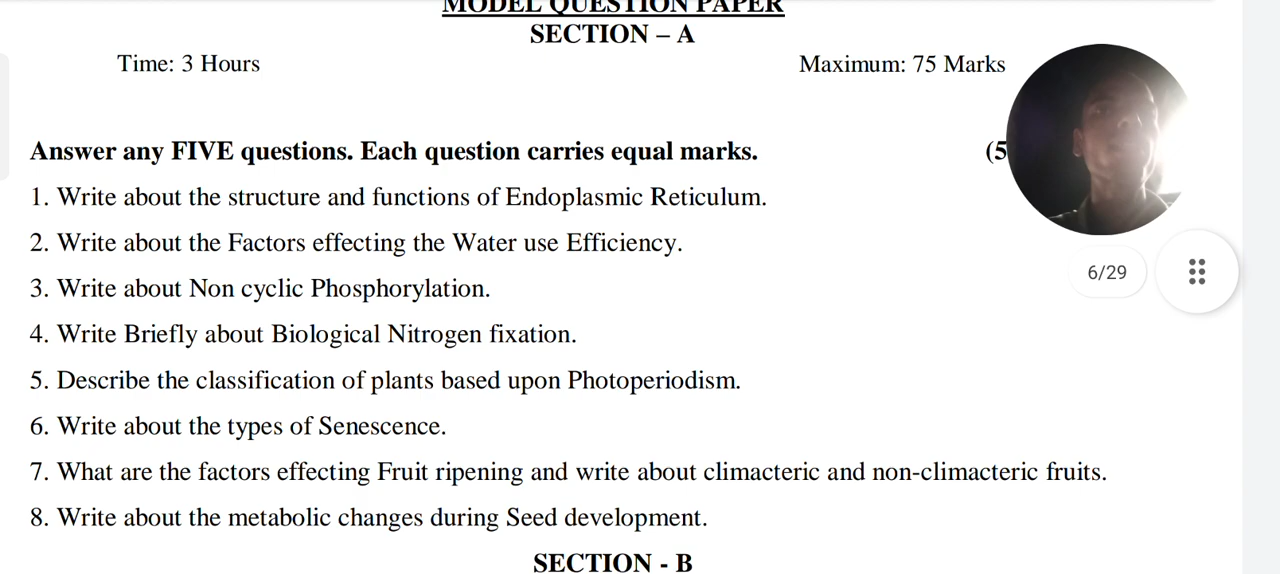 MODEL QUESTION PAPER
SECTION – A
Time: 3 Hours Maximum: 75 Marks
Answer any FIVE questions. Each question carries equal marks. (5
1. Write about the structure and functions of Endoplasmic Reticulum.
2. Write about the Factors effecting the Water use Efficiency.
3. Write about Non cyclic Phosphorylation.
6/29
4. Write Briefly about Biological Nitrogen fixation.
5. Describe the classification of plants based upon Photoperiodism.
6. Write about the types of Senescence.
7. What are the factors effecting Fruit ripening and write about climacteric and non-climacteric fruits.
8. Write about the metabolic changes during Seed development.
SECTION - B